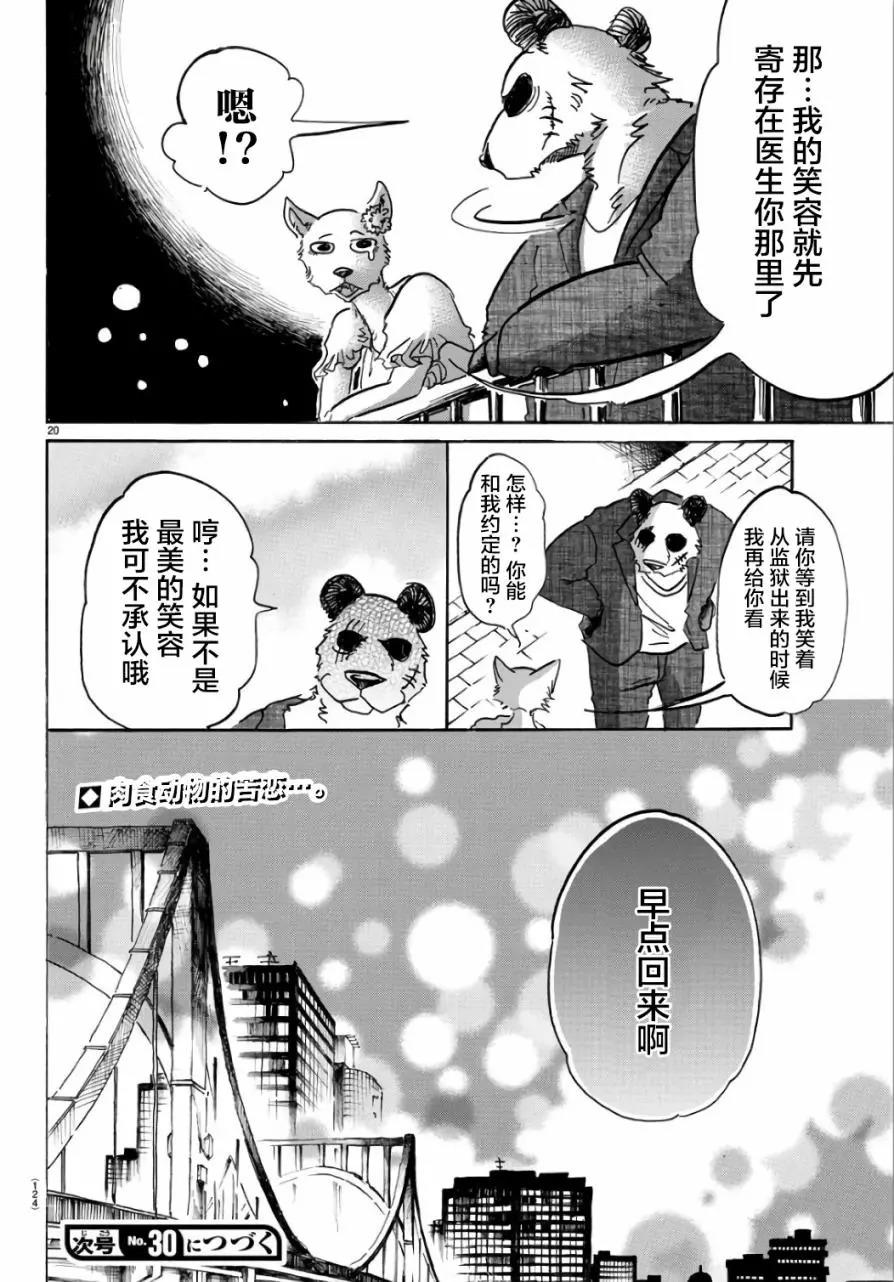 那…我的笑容就先
寄存在医生你那里了
嗯
!?
20
请你等到我笑着
从监狱出来的时候
我再给你看
怎样…?你能
和我约定的吗?
哼…如果不是
最美的笑容
我可不承认哦
肉食动物的苦恋…。
早点回来啊
(124)
次号 No.30につづく
じごう